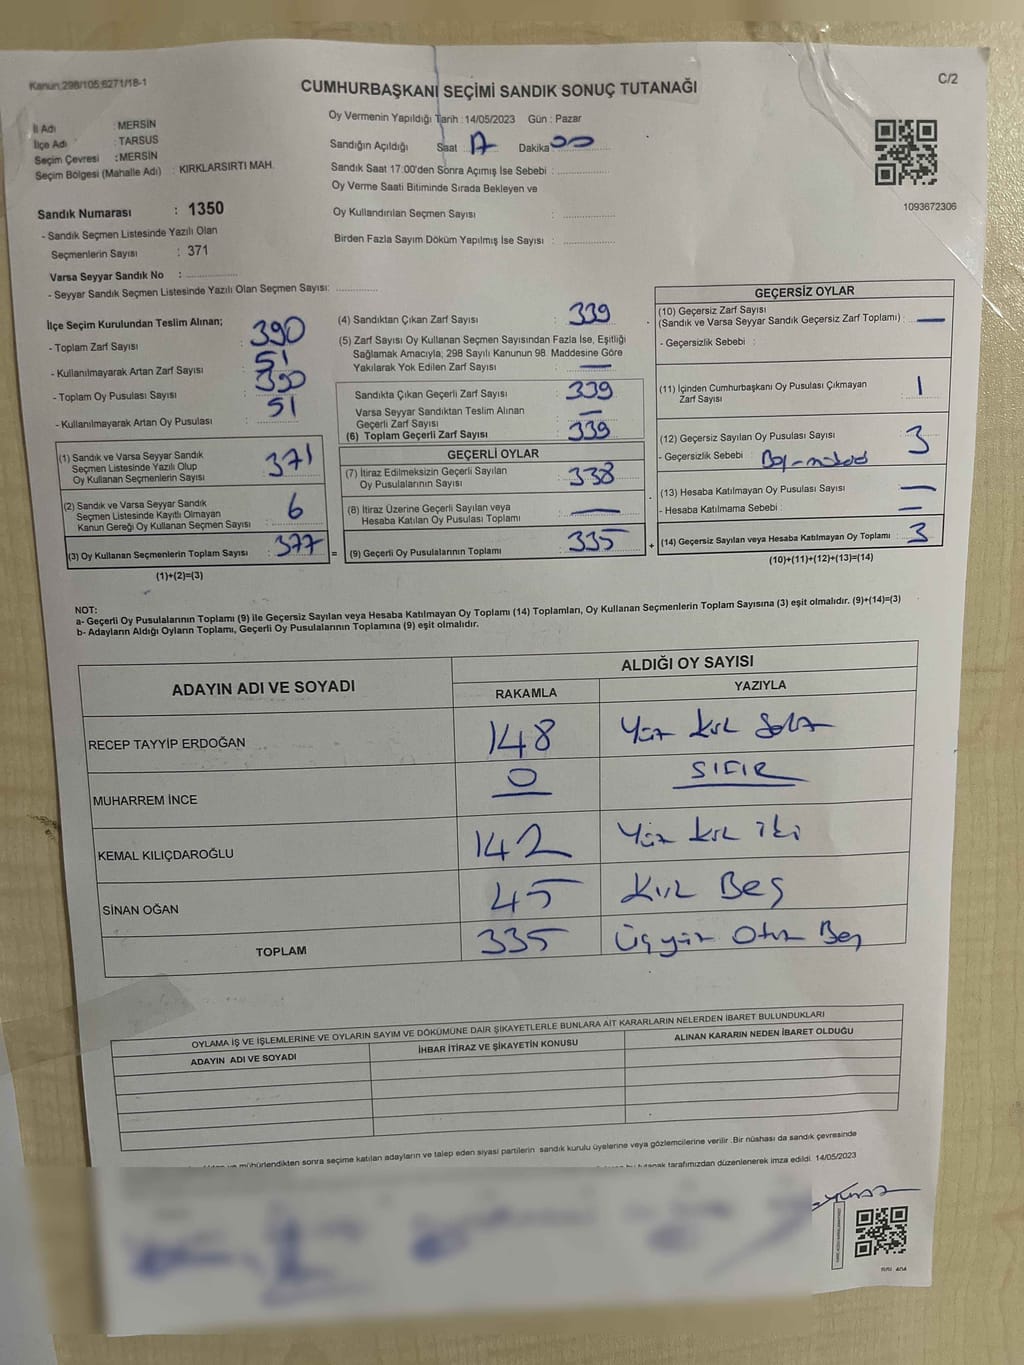 Kanun:298/105;6271/18-1
C/2
CUMHURBAŞKANI SEÇİMİ SANDIK SONUÇ TUTANAĞI
İl Adı : MERSİN
İlçe Adı : TARSUS
Seçim Çevresi : MERSİN
Seçim Bölgesi (Mahalle Adı) : KIRKLARSIRTI MAH.
Sandık Numarası : 1350
- Sandık Seçmen Listesinde Yazılı Olan
Seçmenlerin Sayısı : 371
Varsa Seyyar Sandık No :
- Seyyar Sandık Seçmen Listesinde Yazılı Olan Seçmen Sayısı:
Oy Vermenin Yapıldığı Tarih :14/05/2023 Gün : Pazar
Sandığın Açıldığı Saat : Dakika : 00
Sandık Saat 17:00'den Sonra Açımış İse Sebebi :
Oy Verme Saati Bitiminde Sırada Bekleyen ve
Oy Kullandırılan Seçmen Sayısı :
Birden Fazla Sayım Döküm Yapılmış İse Sayısı :
1093672306
İlçe Seçim Kurulundan Teslim Alınan;
- Toplam Zarf Sayısı : 390
- Kullanılmayarak Artan Zarf Sayısı : 51
- Toplam Oy Pusulası Sayısı : 390
- Kullanılmayarak Artan Oy Pusulası : 51
(1) Sandık ve Varsa Seyyar Sandık
Seçmen Listesinde Yazılı Olup
Oy Kullanan Seçmenlerin Sayısı : 371
(2) Sandık ve Varsa Seyyar Sandık
Seçmen Listesinde Kayıtlı Olmayan
Kanun Gereği Oy Kullanan Seçmen Sayısı : 6
(3) Oy Kullanan Seçmenlerin Toplam Sayısı : 377
(1)+(2)=(3)
(4) Sandıktan Çıkan Zarf Sayısı : 339
(5) Zarf Sayısı Oy Kullanan Seçmen Sayısından Fazla İse, Eşitliği
Sağlamak Amacıyla; 298 Sayılı Kanunun 98. Maddesine Göre
Yakılarak Yok Edilen Zarf Sayısı : —
Sandıkta Çıkan Geçerli Zarf Sayısı : 339
Varsa Seyyar Sandıktan Teslim Alınan
Geçerli Zarf Sayısı : —
(6) Toplam Geçerli Zarf Sayısı : 339
GEÇERLİ OYLAR
(7) İtiraz Edilmeksizin Geçerli Sayılan
Oy Pusulalarının Sayısı : 338
(8) İtiraz Üzerine Geçerli Sayılan veya
Hesaba Katılan Oy Pusulası Toplamı : —
= (9) Geçerli Oy Pusulalarının Toplamı : 335
GEÇERSİZ OYLAR
(10) Geçersiz Zarf Sayısı
(Sandık ve Varsa Seyyar Sandık Geçersiz Zarf Toplamı) : —
- Geçersizlik Sebebi :
(11) İçinden Cumhurbaşkanı Oy Pusulası Çıkmayan
Zarf Sayısı : 1
(12) Geçersiz Sayılan Oy Pusulası Sayısı : 3
- Geçersizlik Sebebi :
(13) Hesaba Katılmayan Oy Pusulası Sayısı : —
- Hesaba Katılmama Sebebi : —
+ (14) Geçersiz Sayılan veya Hesaba Katılmayan Oy Toplamı : 3
(10)+(11)+(12)+(13)=(14)
NOT:
a- Geçerli Oy Pusulalarının Toplamı (9) ile Geçersiz Sayılan veya Hesaba Katılmayan Oy Toplamı (14) Toplamları, Oy Kullanan Seçmenlerin Toplam Sayısına (3) eşit olmalıdır. (9)+(14)=(3)
b- Adayların Aldığı Oyların Toplamı, Geçerli Oy Pusulalarının Toplamına (9) eşit olmalıdır.
ADAYIN ADI VE SOYADI
ALDIĞI OY SAYISI
RAKAMLA YAZIYLA
RECEP TAYYİP ERDOĞAN 148 Yüz kırk Sekiz
MUHARREM İNCE 0 SIFIR
KEMAL KILIÇDAROĞLU 142 Yüz kırk iki
SİNAN OĞAN 45 Kırk Beş
TOPLAM 335 Üçyüz Otuz Beş
OYLAMA İŞ VE İŞLEMLERİNE VE OYLARIN SAYIM VE DÖKÜMÜNE DAİR ŞİKAYETLERLE BUNLARA AİT KARARLARIN NELERDEN İBARET BULUNDUKLARI
ADAYIN ADI VE SOYADI
İHBAR İTİRAZ VE ŞİKAYETİN KONUSU
ALINAN KARARIN NEDEN İBARET OLDUĞU
mühürlendikten sonra seçime katılan adayların ve talep eden siyasi partilerin sandık kurulu üyelerine veya gözlemcilerine verilir .Bir nüshası da sandık çevresinde
tutanak tarafımızdan düzenlenerek imza edildi. 14/05/2023